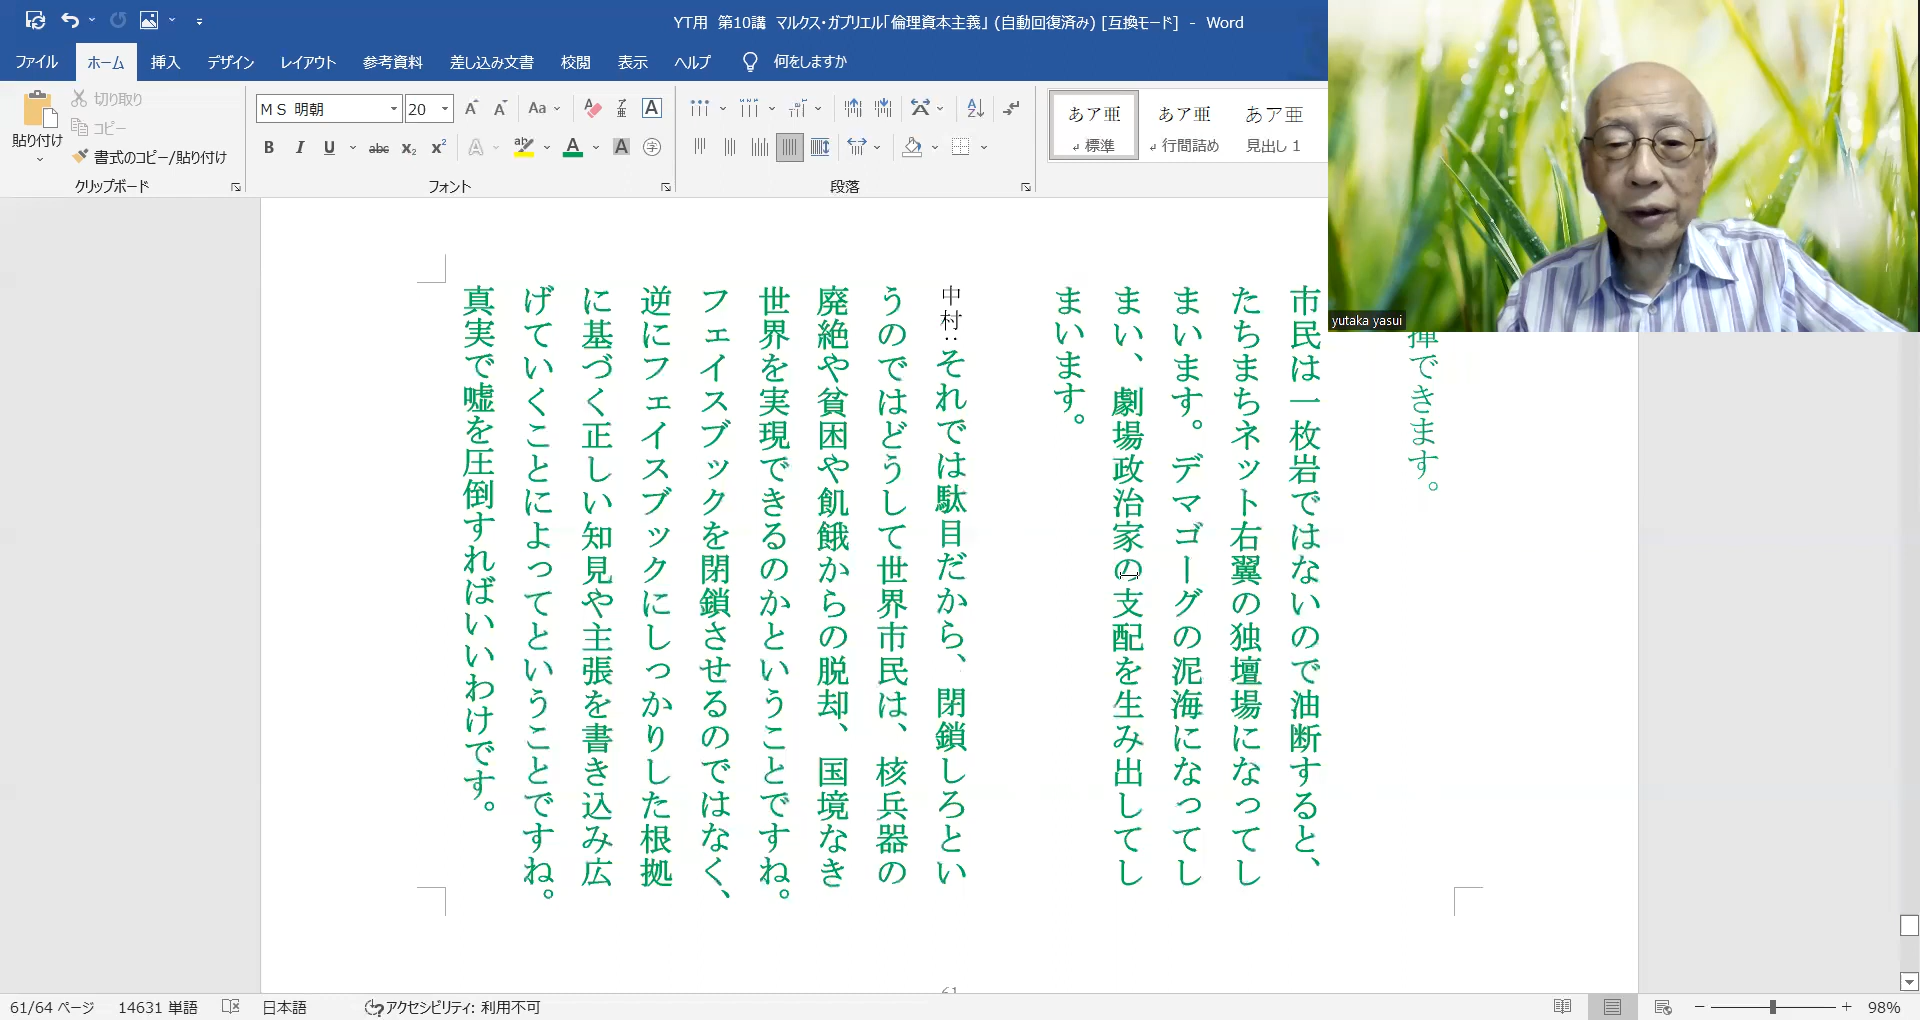 YT用 第10講 マルクス・ガブリエル「倫理資本主義」 (自動回復済み) [互換モード] - Word
ファイル ホーム 挿入 デザイン レイアウト 参考資料 差し込み文書 校閲 表示 ヘルプ 何をしますか
貼り付け
切り取り
コピー
書式のコピー/貼り付け
クリップボード
ＭＳ 明朝 20 Aa
B I U abc x₂ x² A ab A A 字
フォント
段落
あア亜 あア亜 あア亜
標準 行間詰め 見出し 1
yutaka yasui
揮できます。
市民は一枚岩ではないので油断すると、
たちまちネット右翼の独壇場になってし
まいます。デマゴーグの泥海になってし
まい、劇場政治家の支配を生み出してし
まいます。
中村：それでは駄目だから、閉鎖しろとい
うのではどうして世界市民は、核兵器の
廃絶や貧困や飢餓からの脱却、国境なき
世界を実現できるのかということですね。
フェイスブックを閉鎖させるのではなく、
逆にフェイスブックにしっかりした根拠
に基づく正しい知見や主張を書き込み広
げていくことによってということですね。
真実で嘘を圧倒すればいいわけです。
61/64 ページ 14631 単語 日本語 アクセシビリティ: 利用不可 98%